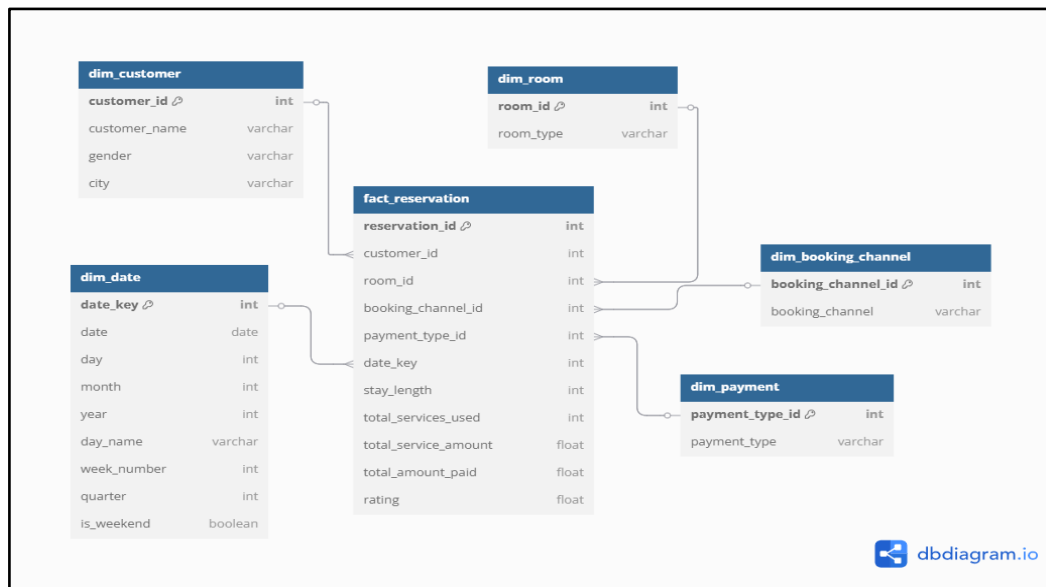 dim_customer
customer_id int
customer_name varchar
gender varchar
city varchar
dim_room
room_id int
room_type varchar
fact_reservation
reservation_id int
customer_id int
room_id int
booking_channel_id int
payment_type_id int
date_key int
stay_length int
total_services_used int
total_service_amount float
total_amount_paid float
rating float
dim_booking_channel
booking_channel_id int
booking_channel varchar
dim_date
date_key int
date date
day int
month int
year int
day_name varchar
week_number int
quarter int
is_weekend boolean
dim_payment
payment_type_id int
payment_type varchar
dbdiagram.io